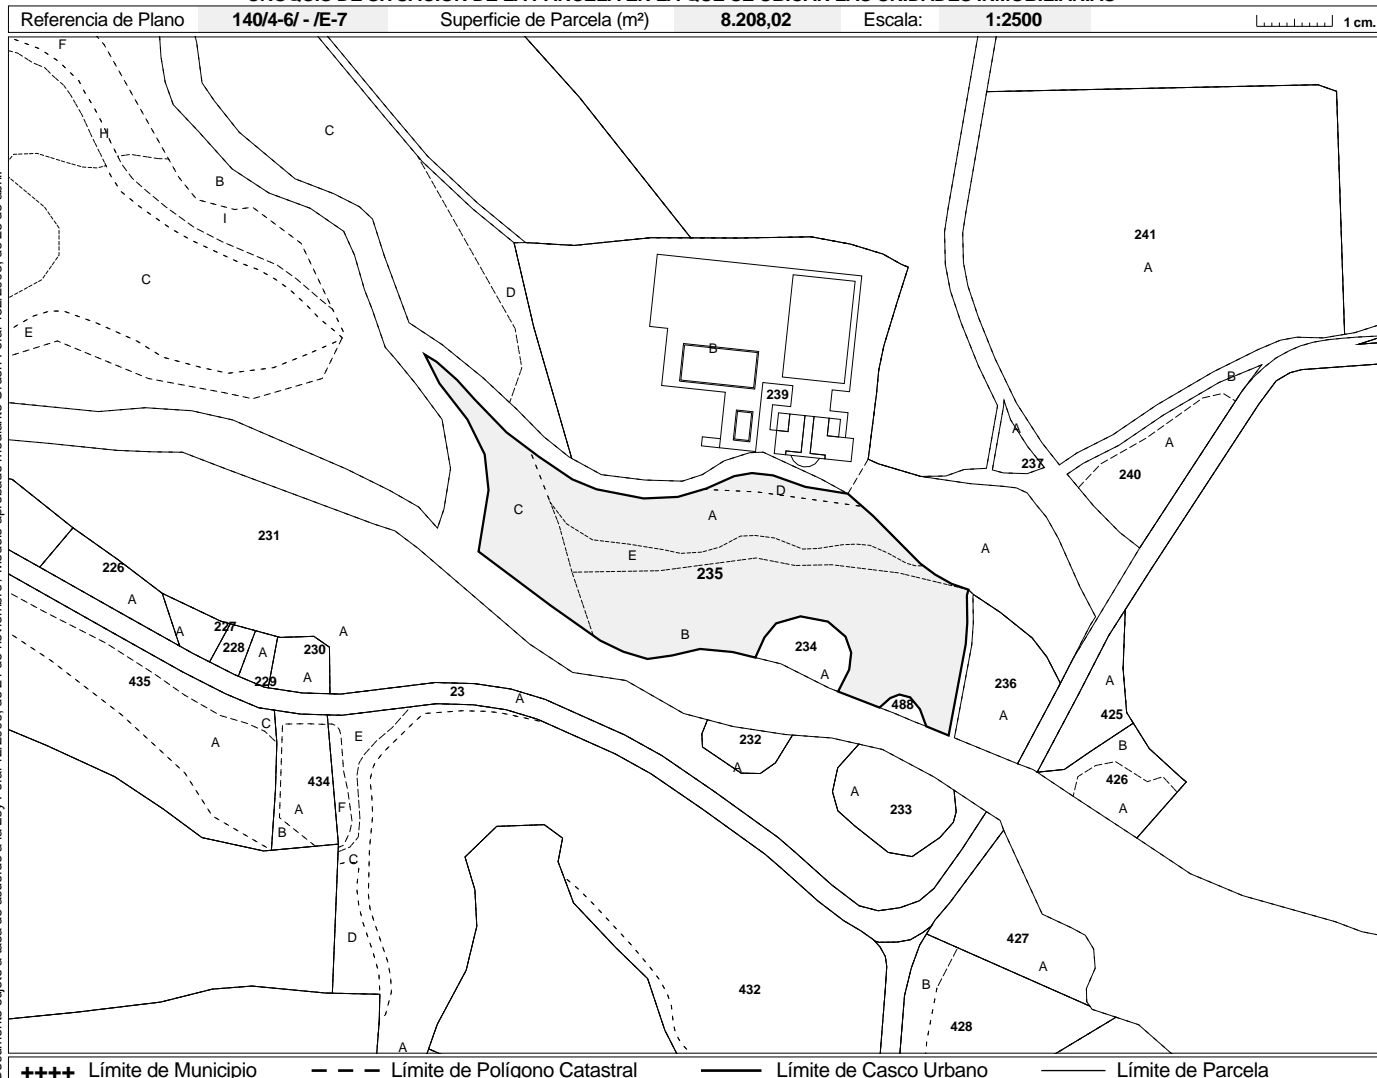 Referencia de Plano 140/4-6/ - /E-7 Superficie de Parcela (m²) 8.208,02 Escala: 1:2500 1 cm.
F
H
C
B
I
C
D
E
241
A
B
239
B
A
237
A
240
A
D
C
A
E
235
A
231
226
A
A
227
228
A
229
230
A
A
B
234
A
488
236
A
435
23
A
C
A
E
434
A
F
B
C
D
232
A
A
233
A
425
B
426
A
427
A
B
428
432
A
++++ Límite de Municipio
Límite de Polígono Catastral
Límite de Casco Urbano
Límite de Parcela